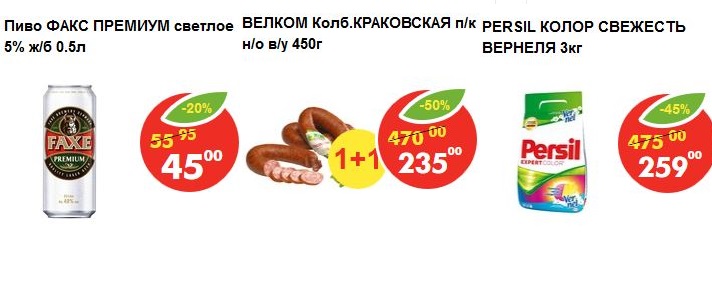 Пиво ФАКС ПРЕМИУМ светлое
5% ж/б 0.5л
FAXE
PREMIUM
-20%
55 95
45 00
ВЕЛКОМ Колб.КРАКОВСКАЯ п/к
н/о в/у 450г
1+1
-50%
470 00
235 00
PERSIL КОЛОР СВЕЖЕСТЬ
ВЕРНЕЛЯ 3кг
Persil
EXPERT COLOR
-45%
475 00
259 00